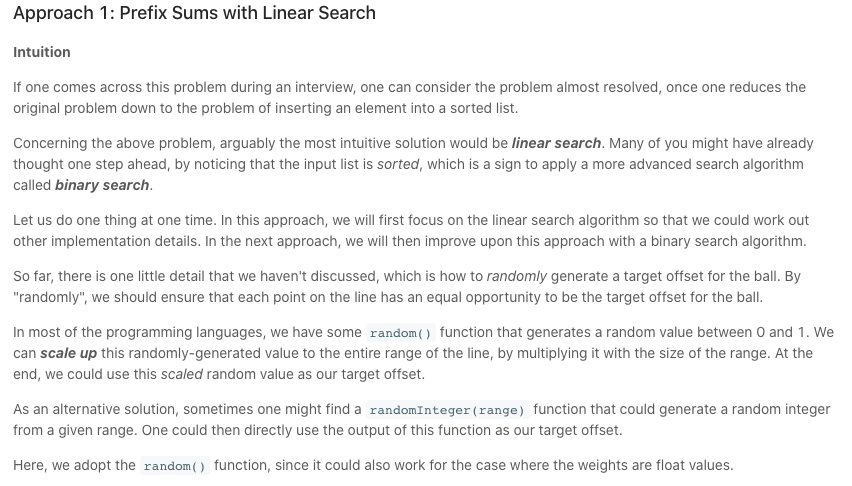 Approach 1: Prefix Sums with Linear Search
Intuition
If one comes across this problem during an interview, one can consider the problem almost resolved, once one reduces the
original problem down to the problem of inserting an element into a sorted list.
Concerning the above problem, arguably the most intuitive solution would be linear search. Many of you might have already
thought one step ahead, by noticing that the input list is sorted, which is a sign to apply a more advanced search algorithm
called binary search.
Let us do one thing at one time. In this approach, we will first focus on the linear search algorithm so that we could work out
other implementation details. In the next approach, we will then improve upon this approach with a binary search algorithm.
So far, there is one little detail that we haven't discussed, which is how to randomly generate a target offset for the ball. By
"randomly", we should ensure that each point on the line has an equal opportunity to be the target offset for the ball.
In most of the programming languages, we have some random() function that generates a random value between 0 and 1. We
can scale up this randomly-generated value to the entire range of the line, by multiplying it with the size of the range. At the
end, we could use this scaled random value as our target offset.
As an alternative solution, sometimes one might find a randomInteger(range) function that could generate a random integer
from a given range. One could then directly use the output of this function as our target offset.
Here, we adopt the random() function, since it could also work for the case where the weights are float values.